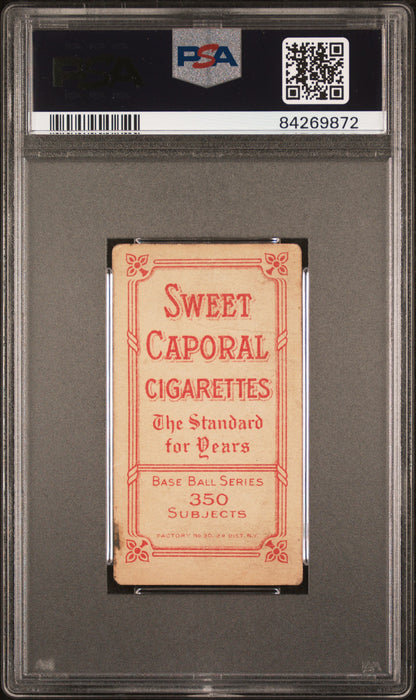 PSA
PSA
84269872
SWEET
CAPORAL
CIGARETTES
The Standard
for Years
BASE BALL SERIES
350
SUBJECTS
FACTORY No 30, 2D DIST. N.Y.